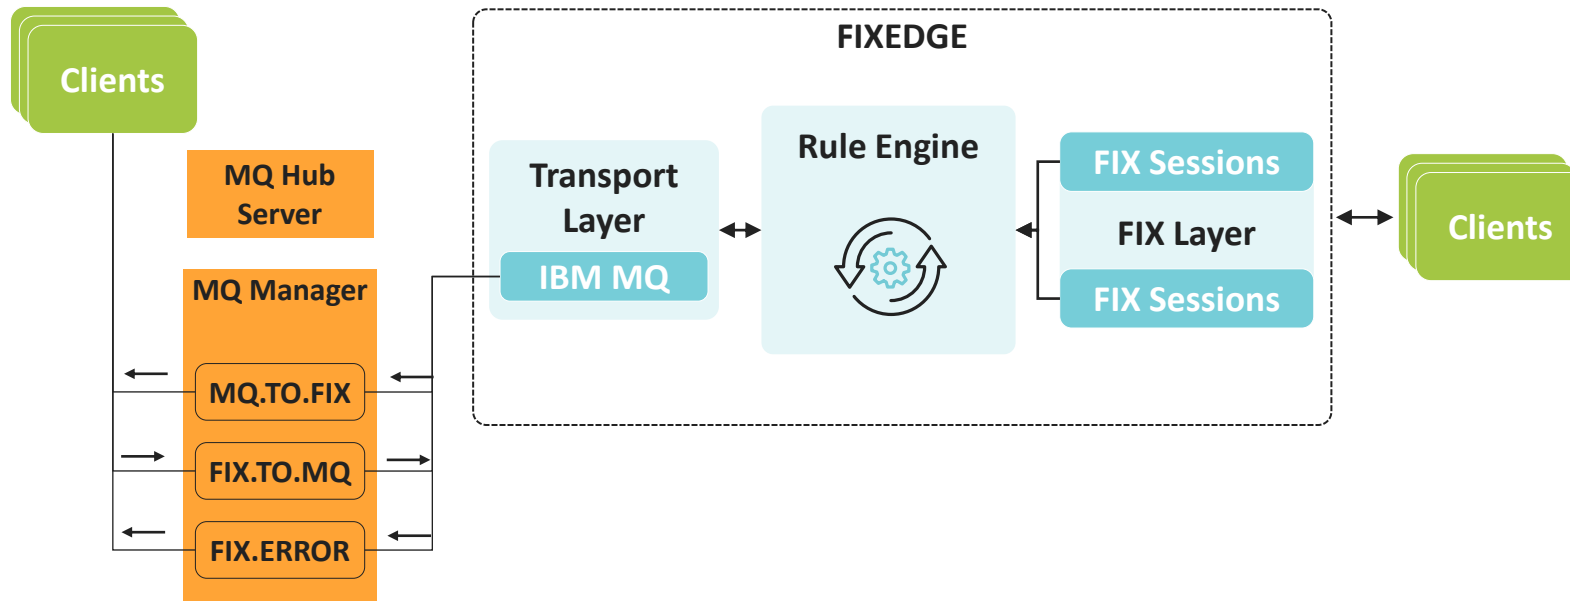 Clients
MQ Hub
Server
MQ Manager
MQ.TO.FIX
FIX.TO.MQ
FIX.ERROR
FIXEDGE
Transport
Layer
IBM MQ
Rule Engine
FIX Sessions
FIX Layer
FIX Sessions
Clients